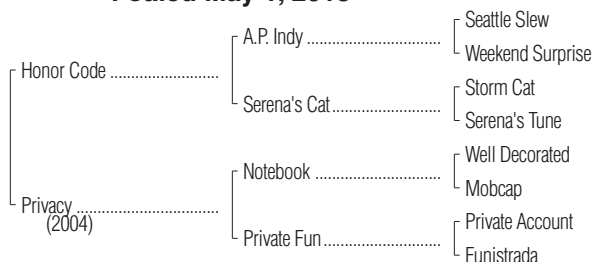 Foaled May 1,
Seattle Slew
A.P. Indy ........................................
Weekend Surprise
Honor Code ................................
Storm Cat
Serena's Cat................................
Serena's Tune
Well Decorated
Notebook .....................................
Mobcap
Privacy ..........................................
(2004)
Private Account
Private Fun...................................
Funistrada